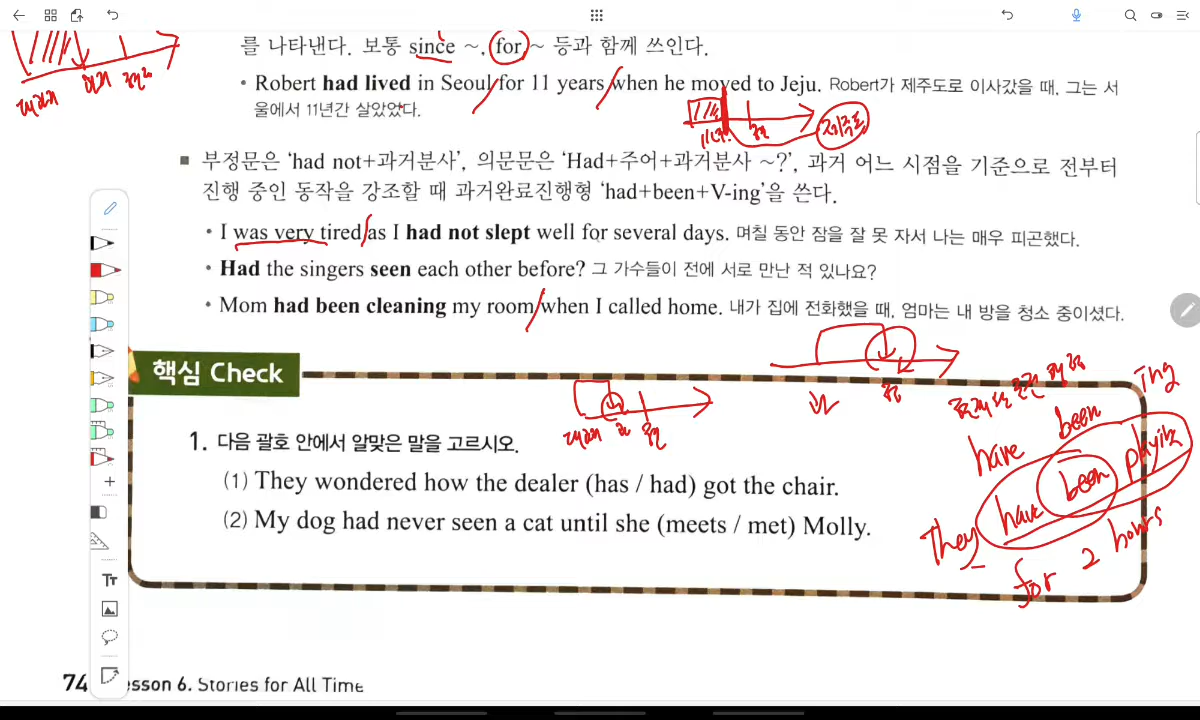 를 나타낸다. 보통 since ~, for ~ 등과 함께 쓰인다.
• Robert had lived in Seoul for 11 years when he moved to Jeju. Robert가 제주도로 이사갔을 때, 그는 서
울에서 11년간 살았었다.
제주도
■ 부정문은 ‘had not+과거분사’, 의문문은 ‘Had+주어+과거분사 ~?’, 과거 어느 시점을 기준으로 전부터
진행 중인 동작을 강조할 때 과거완료진행형 ‘had+been+V-ing’을 쓴다.
• I was very tired as I had not slept well for several days. 며칠 동안 잠을 잘 못 자서 나는 매우 피곤했다.
• Had the singers seen each other before? 그 가수들이 전에 서로 만난 적 있나요?
• Mom had been cleaning my room when I called home. 내가 집에 전화했을 때, 엄마는 내 방을 청소 중이셨다.
핵심 Check
ing
have been
They have been playing
for 2 hours
1. 다음 괄호 안에서 알맞은 말을 고르시오.
(1) They wondered how the dealer (has / had) got the chair.
(2) My dog had never seen a cat until she (meets / met) Molly.
Tт
74
esson 6. Stories for All Time